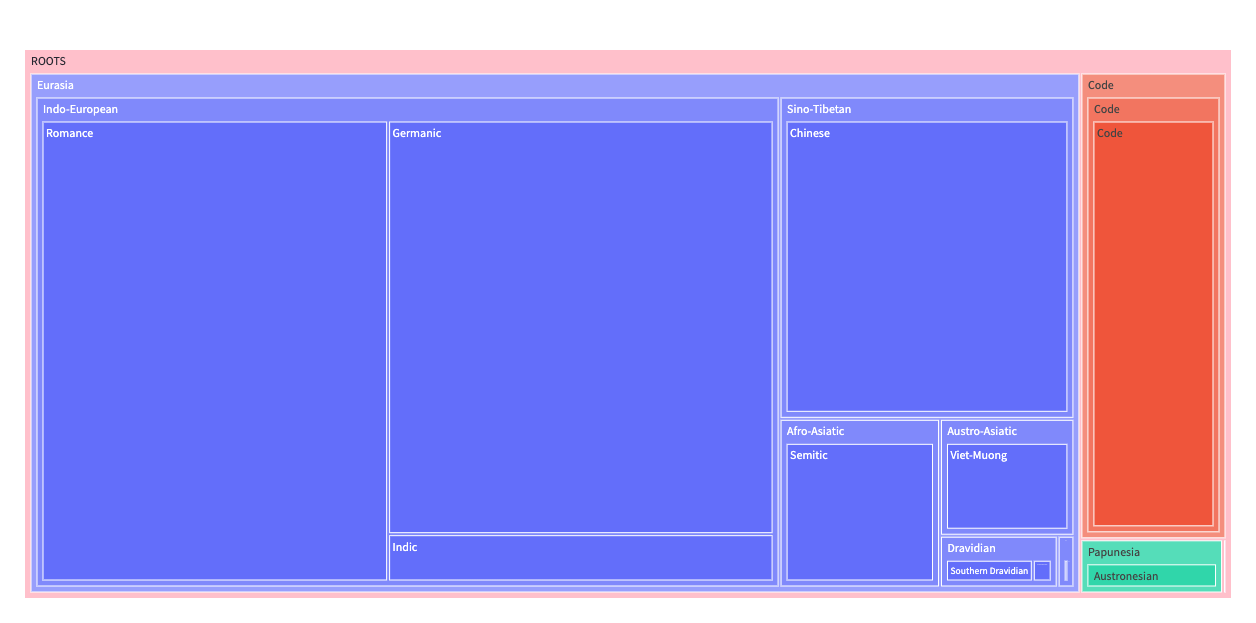 ROOTS
Eurasia
Indo-European
Romance
Germanic
Indic
Sino-Tibetan
Chinese
Afro-Asiatic
Semitic
Austro-Asiatic
Viet-Muong
Dravidian
Southern Dravidian
Code
Code
Code
Papunesia
Austronesian